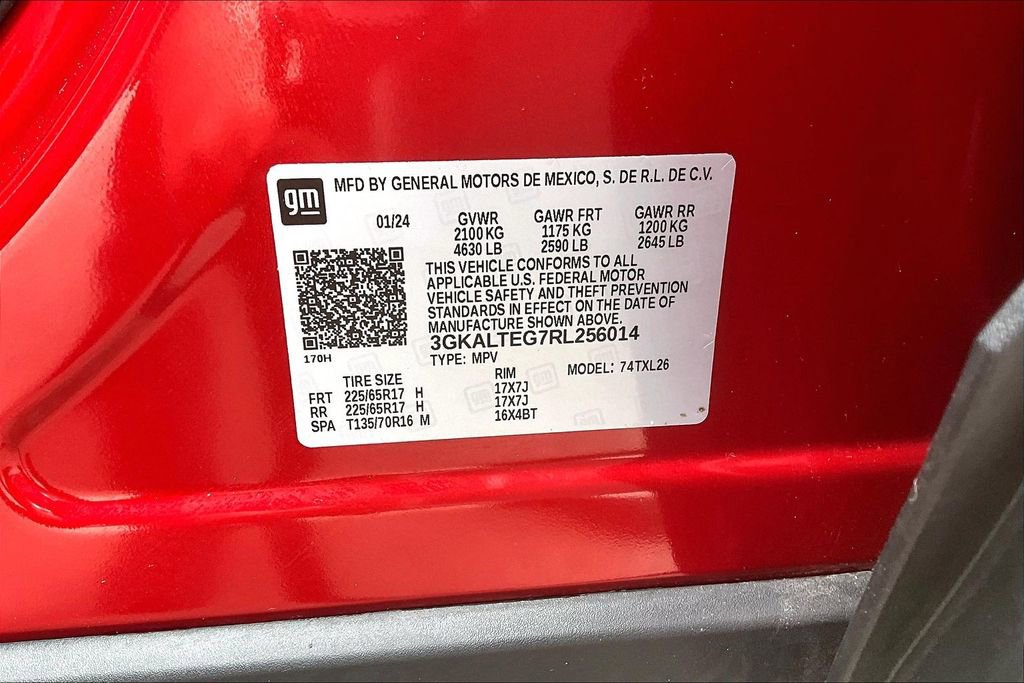 gm
MFD BY GENERAL MOTORS DE MEXICO, S. DE R.L. DE C.V.
01/24 GVWR GAWR FRT GAWR RR
2100 KG 1175 KG 1200 KG
4630 LB 2590 LB 2645 LB
THIS VEHICLE CONFORMS TO ALL
APPLICABLE U.S. FEDERAL MOTOR
VEHICLE SAFETY AND THEFT PREVENTION
STANDARDS IN EFFECT ON THE DATE OF
MANUFACTURE SHOWN ABOVE.
3GKALTEG7RL256014
170H
TYPE: MPV MODEL: 74TXL26
TIRE SIZE RIM
FRT 225/65R17 H 17X7J
RR 225/65R17 H 17X7J
SPA T135/70R16 M 16X4BT